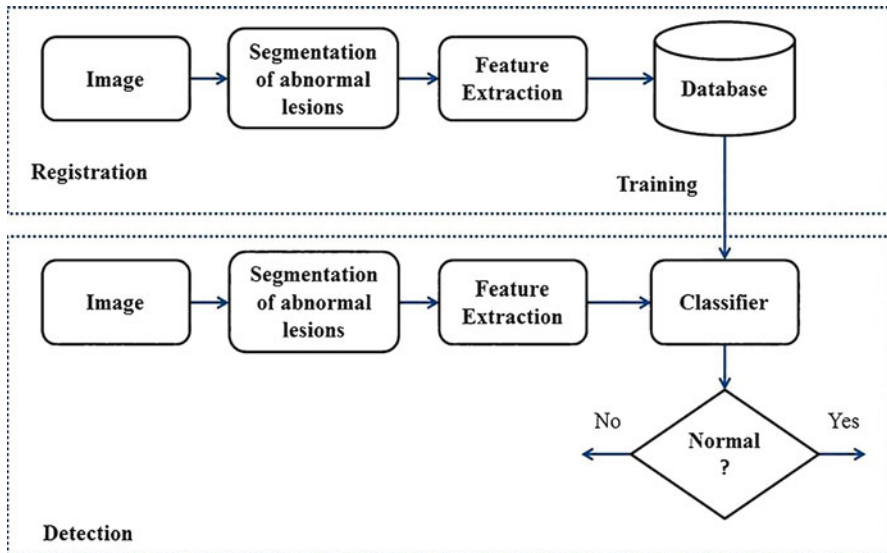 Image
Segmentation
of abnormal
lesions
Feature
Extraction
Database
Registration
Training
Image
Segmentation
of abnormal
lesions
Feature
Extraction
Classifier
No
Yes
Normal
?
Detection